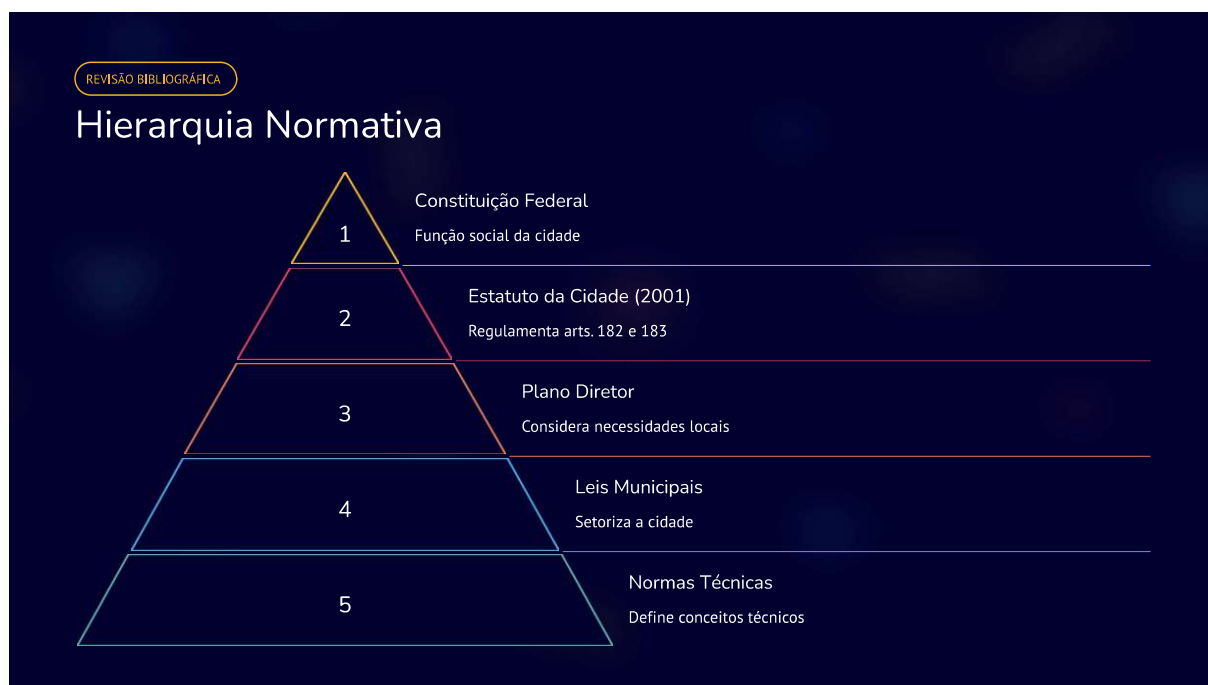 REVISÃO BIBLIOGRÁFICA
Hierarquia Normativa
1
Constituição Federal
Função social da cidade
2
Estatuto da Cidade (2001)
Regulamenta arts. 182 e 183
3
Plano Diretor
Considera necessidades locais
4
Leis Municipais
Setoriza a cidade
5
Normas Técnicas
Define conceitos técnicos